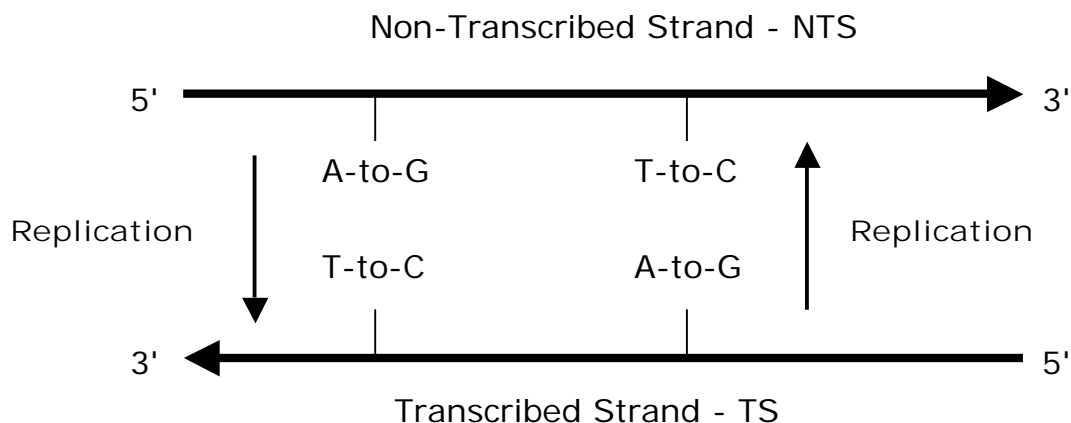 Non-Transcribed Strand - NTS
5' 3'
A-to-G T-to-C
Replication Replication
T-to-C A-to-G
3' 5'
Transcribed Strand - TS